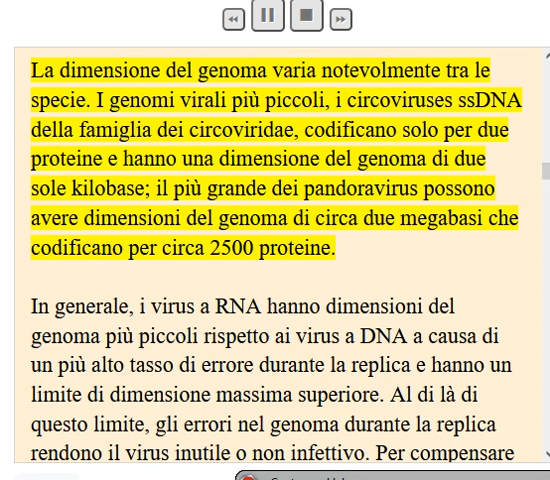 La dimensione del genoma varia notevolmente tra le
specie. I genomi virali più piccoli, i circoviruses ssDNA
della famiglia dei circoviridae, codificano solo per due
proteine e hanno una dimensione del genoma di due
sole kilobase; il più grande dei pandoravirus possono
avere dimensioni del genoma di circa due megabasi che
codificano per circa 2500 proteine.
In generale, i virus a RNA hanno dimensioni del
genoma più piccoli rispetto ai virus a DNA a causa di
un più alto tasso di errore durante la replica e hanno un
limite di dimensione massima superiore. Al di là di
questo limite, gli errori nel genoma durante la replica
rendono il virus inutile o non infettivo. Per compensare